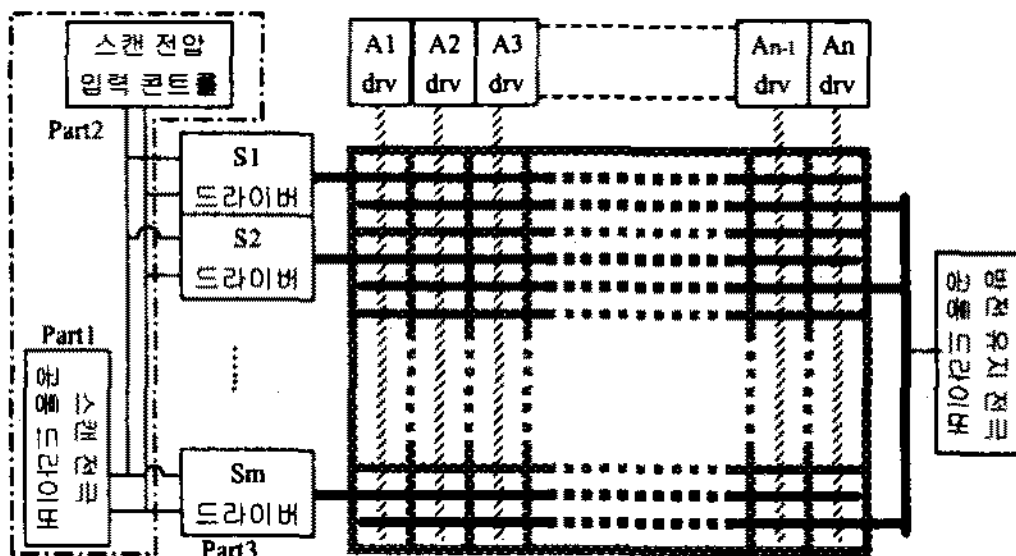 스캔 전압
입력 콘트롤
Part2
A1
drv
A2
drv
A3
drv
An-1
drv
An
drv
S1
드라이버
S2
드라이버
Part1
스캔 전극
공통 드라이버
Sm
드라이버
Part3
방전 유지 전극
공통 드라이버